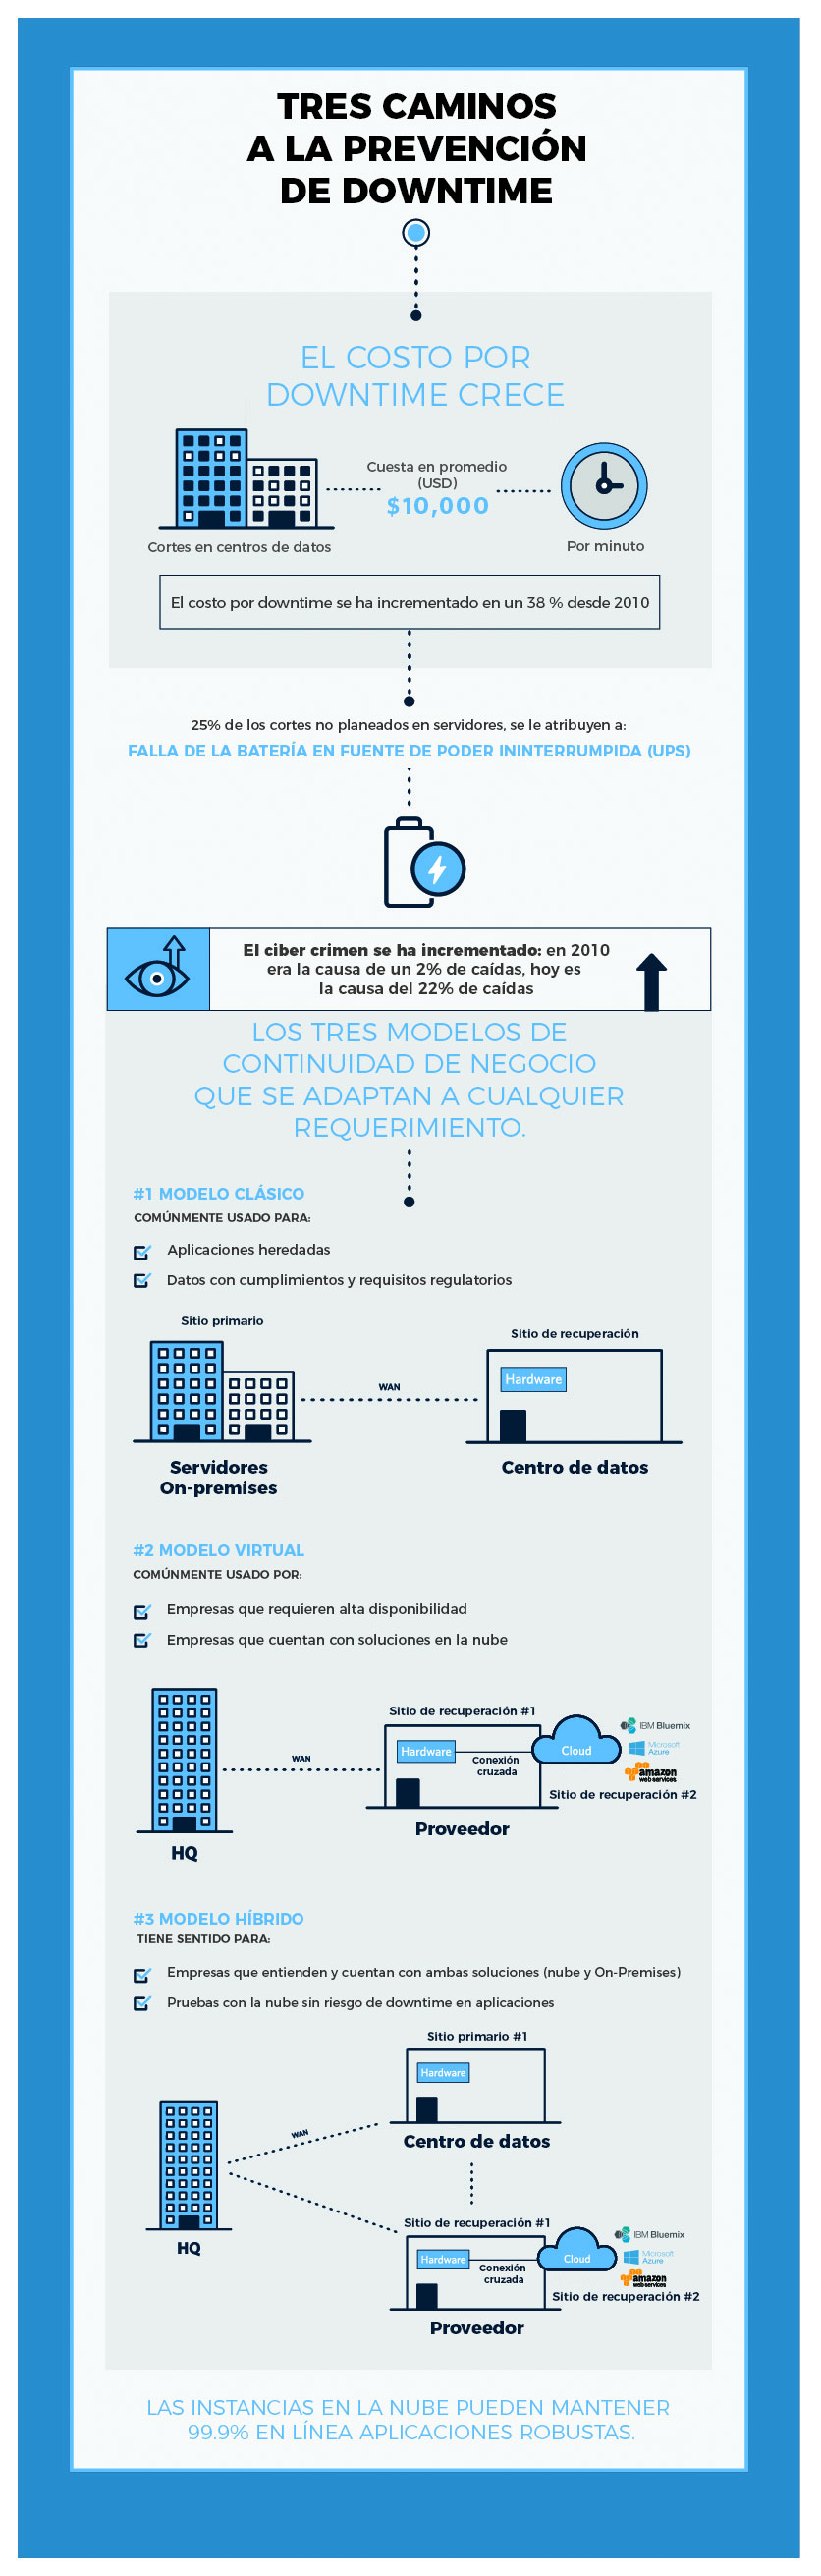 TRES CAMINOS
A LA PREVENCIÓN
DE DOWNTIME
EL COSTO POR
DOWNTIME CRECE
Cuesta en promedio
(USD)
$10,000
Cortes en centros de datos
Por minuto
El costo por downtime se ha incrementado en un 38 % desde 2010
25% de los cortes no planeados en servidores, se le atribuyen a:
FALLA DE LA BATERÍA EN FUENTE DE PODER ININTERRUMPIDA (UPS)
El ciber crimen se ha incrementado: en 2010
era la causa de un 2% de caídas, hoy es
la causa del 22% de caídas
LOS TRES MODELOS DE
CONTINUIDAD DE NEGOCIO
QUE SE ADAPTAN A CUALQUIER
REQUERIMIENTO.
#1 MODELO CLÁSICO
COMÚNMENTE USADO PARA:
Aplicaciones heredadas
Datos con cumplimientos y requisitos regulatorios
Sitio primario
Sitio de recuperación
Hardware
WAN
Servidores
On-premises
Centro de datos
#2 MODELO VIRTUAL
COMÚNMENTE USADO POR:
Empresas que requieren alta disponibilidad
Empresas que cuentan con soluciones en la nube
Sitio de recuperación #1
IBM Bluemix
Hardware
Cloud
Microsoft
Azure
WAN
Conexión
cruzada
amazon
web services
Sitio de recuperación #2
Proveedor
HQ
#3 MODELO HÍBRIDO
TIENE SENTIDO PARA:
Empresas que entienden y cuentan con ambas soluciones (nube y On-Premises)
Pruebas con la nube sin riesgo de downtime en aplicaciones
Sitio primario #1
Hardware
WAN
Centro de datos
Sitio de recuperación #1
IBM Bluemix
HQ
Hardware
Cloud
Microsoft
Azure
Conexión
cruzada
amazon
web services
Sitio de recuperación #2
Proveedor
LAS INSTANCIAS EN LA NUBE PUEDEN MANTENER
99.9% EN LÍNEA APLICACIONES ROBUSTAS.